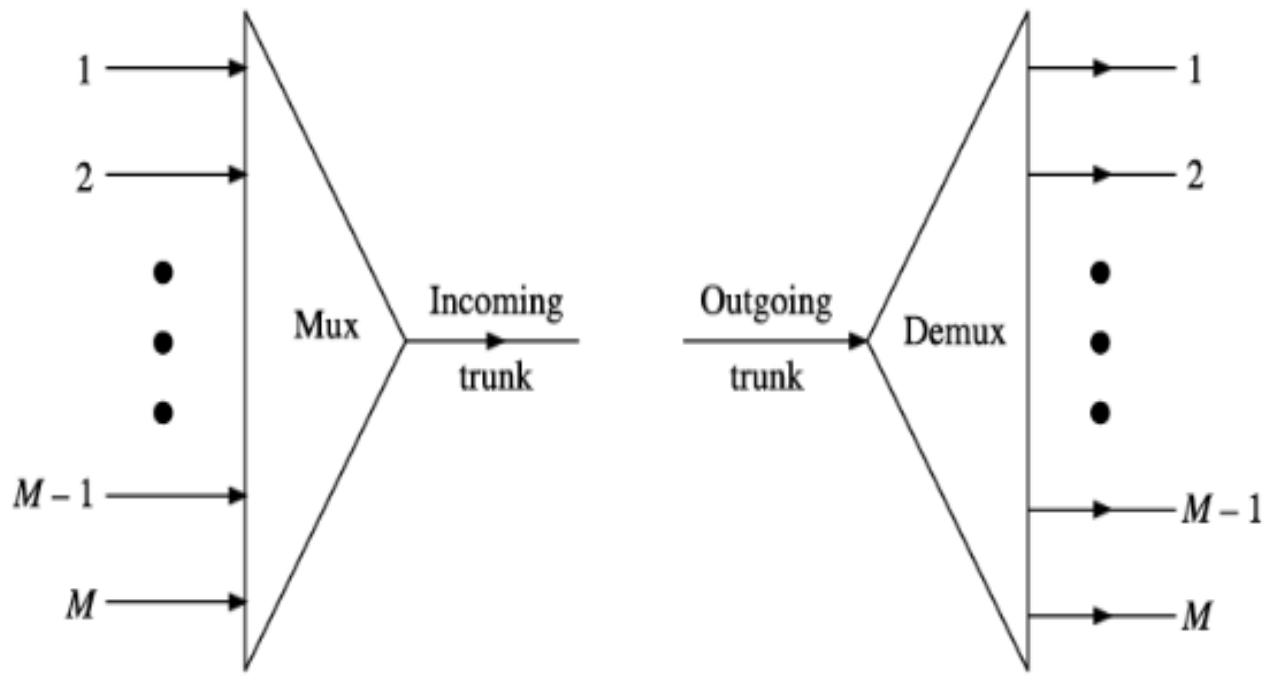 1
2
M – 1
M
Mux
Incoming
trunk
Outgoing
trunk
Demux
1
2
M – 1
M